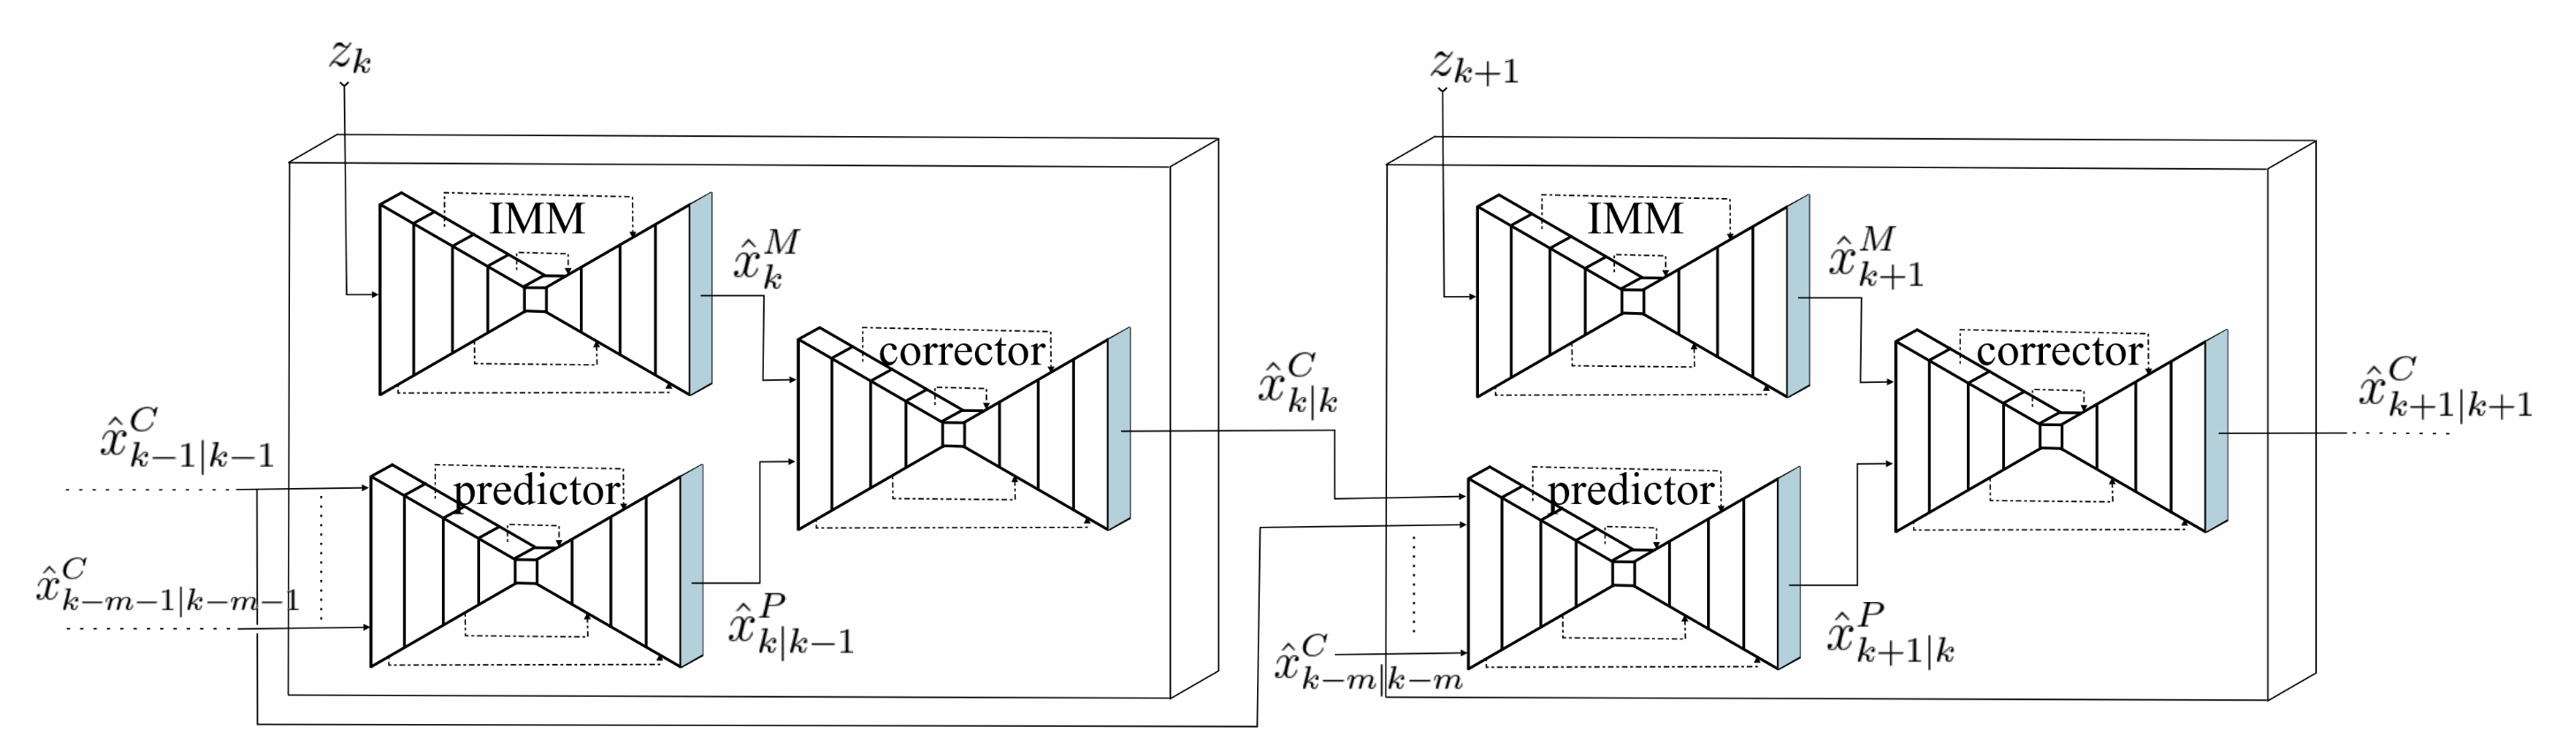 $z_k$
IMM
$\hat{x}_k^M$
corrector
$\hat{x}_{k-1|k-1}^C$
predictor
$\hat{x}_{k-m-1|k-m-1}^C$
$\hat{x}_{k|k-1}^P$
$\hat{x}_{k|k}^C$
$z_{k+1}$
IMM
$\hat{x}_{k+1}^M$
corrector
$\hat{x}_{k+1|k+1}^C$
predictor
$\hat{x}_{k-m|k-m}^C$
$\hat{x}_{k+1|k}^P$